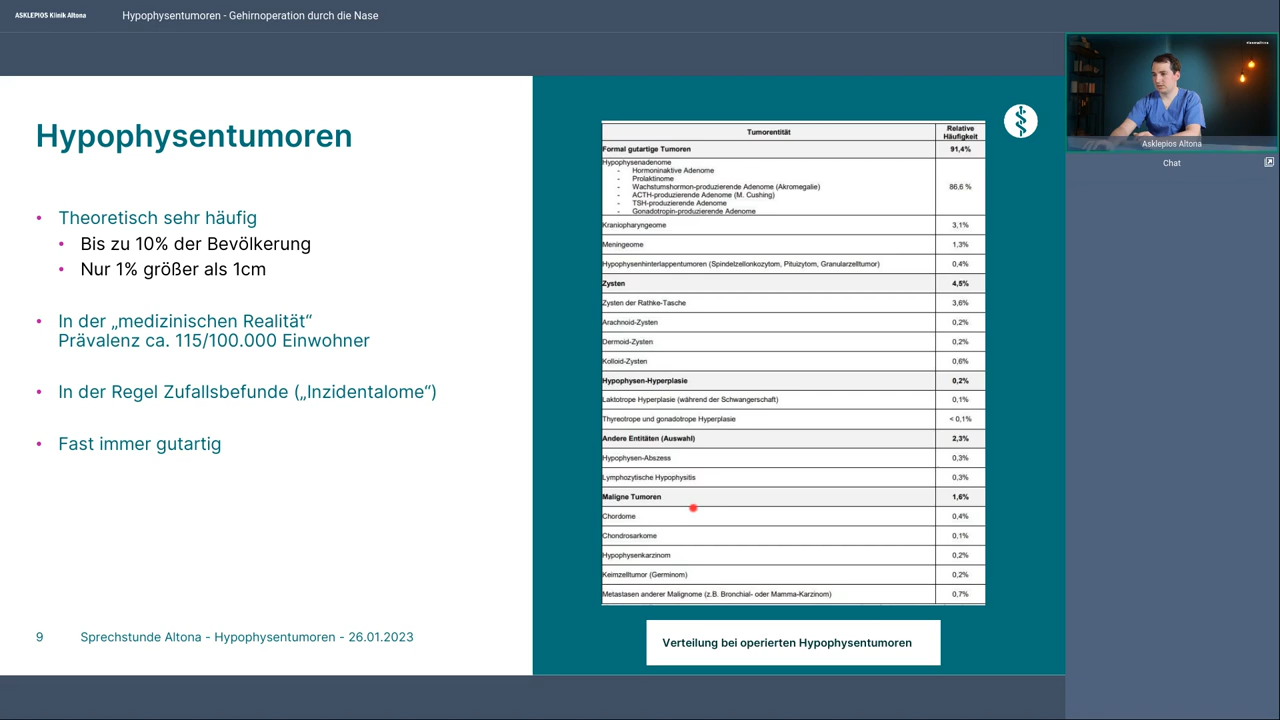 ASKLEPIOS Klinik Altona
Hypophysentumoren - Gehirnoperation durch die Nase
Hypophysentumoren
• Theoretisch sehr häufig
• Bis zu 10% der Bevölkerung
• Nur 1% größer als 1cm
• In der „medizinischen Realität“
Prävalenz ca. 115/100.000 Einwohner
• In der Regel Zufallsbefunde („Inzidentalome“)
• Fast immer gutartig
9 Sprechstunde Altona - Hypophysentumoren - 26.01.2023
Tumorentität Relative Häufigkeit
Formal gutartige Tumoren 91,4%
Hypophysenadenome 86,6 %
- Hormoninaktive Adenome
- Prolaktinome
- Wachstumshormon-produzierende Adenome (Akromegalie)
- ACTH-produzierende Adenome (M. Cushing)
- TSH-produzierende Adenome
- Gonadotropin-produzierende Adenome
Kraniopharyngeome 3,1%
Meningeome 1,3%
Hypophysenhinterlappentumoren (Spindelzellonkozytom, Pituizytom, Granularzelltumor) 0,4%
Zysten 4,5%
Zysten der Rathke-Tasche 3,6%
Arachnoid-Zysten 0,2%
Dermoid-Zysten 0,2%
Kolloid-Zysten 0,6%
Hypophysen-Hyperplasie 0,2%
Laktotrope Hyperplasie (während der Schwangerschaft) 0,1%
Thyreotrope und gonadotrope Hyperplasie < 0,1%
Andere Entitäten (Auswahl) 2,3%
Hypophysen-Abszess 0,3%
Lymphozytische Hypophysitis 0,3%
Maligne Tumoren 1,6%
Chordome 0,4%
Chondrosarkome 0,1%
Hypophysenkarzinom 0,2%
Keimzelltumor (Germinom) 0,2%
Metastasen anderer Malignome (z.B. Bronchial- oder Mamma-Karzinom) 0,7%
Verteilung bei operierten Hypophysentumoren
Asklepios Altona
Chat